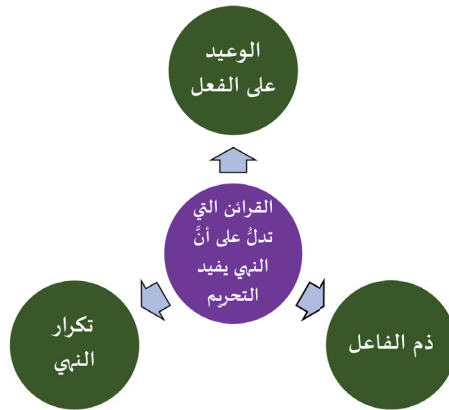 الوعيد
على الفعل
القرائن التي
تدلُّ على أنَّ
النهي يفيد
التحريم
ذم الفاعل
تكرار
النهي